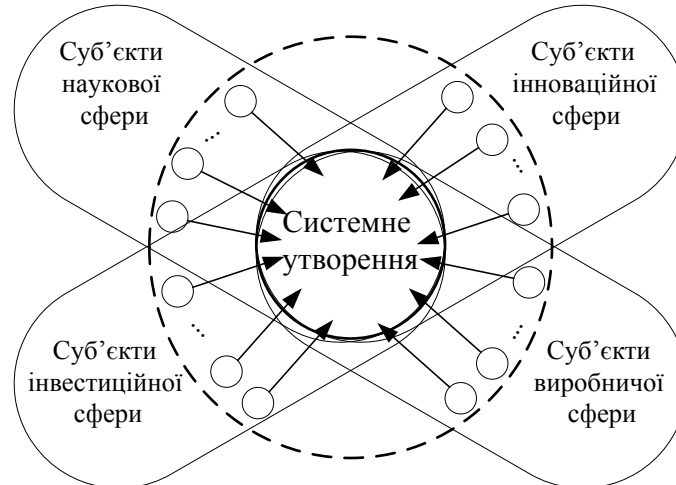 Суб’єкти
наукової
сфери
Суб’єкти
інноваційної
сфери
...
...
Системне
утворення
...
...
Суб’єкти
інвестиційної
сфери
Суб’єкти
виробничої
сфери